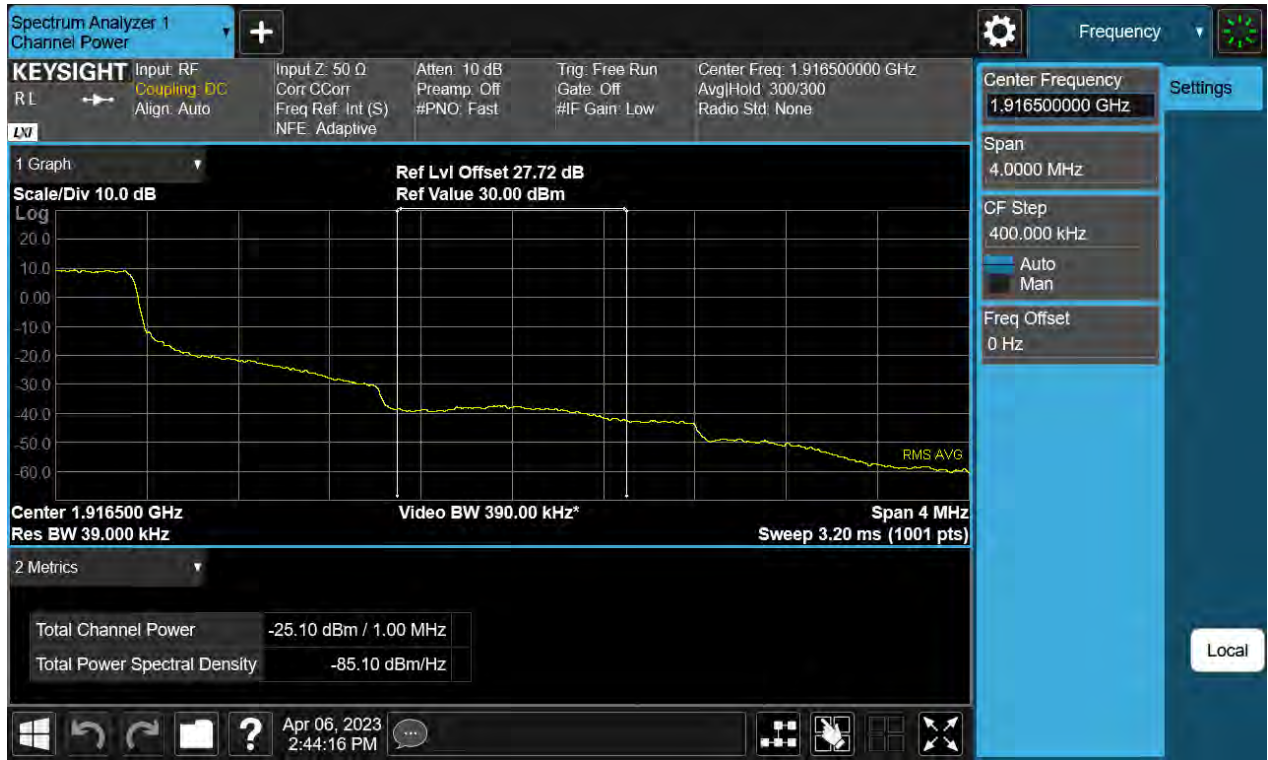 Spectrum Analyzer 1
Channel Power
Frequency
KEYSIGHT
RL
LXI
Input: RF
Coupling: DC
Align: Auto
Input Z: 50 Ω
Corr CCorr
Freq Ref: Int (S)
NFE: Adaptive
Atten: 10 dB
Preamp: Off
#PNO: Fast
Trig: Free Run
Gate: Off
#IF Gain: Low
Center Freq: 1.916500000 GHz
Avg|Hold: 300/300
Radio Std: None
Center Frequency
1.916500000 GHz
Settings
Span
4.0000 MHz
CF Step
400.000 kHz
Auto
Man
Freq Offset
0 Hz
1 Graph
Scale/Div 10.0 dB
Ref Lvl Offset 27.72 dB
Ref Value 30.00 dBm
Log
20.0
10.0
0.00
-10.0
-20.0
-30.0
-40.0
-50.0
-60.0
RMS AVG
Center 1.916500 GHz
Video BW 390.00 kHz*
Span 4 MHz
Res BW 39.000 kHz
Sweep 3.20 ms (1001 pts)
2 Metrics
Total Channel Power -25.10 dBm / 1.00 MHz
Total Power Spectral Density -85.10 dBm/Hz
Local
?
Apr 06, 2023
2:44:16 PM